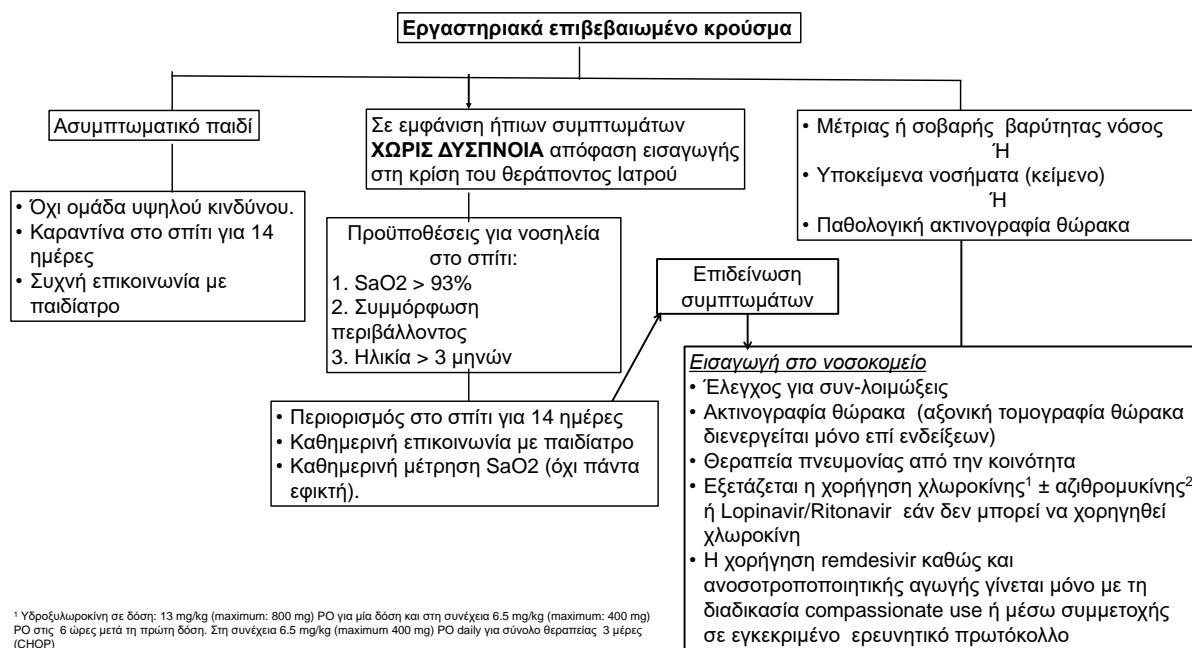 Εργαστηριακά επιβεβαιωμένο κρούσμα
Ασυμπτωματικό παιδί
• Όχι ομάδα υψηλού κινδύνου.
• Καραντίνα στο σπίτι για 14
ημέρες
• Συχνή επικοινωνία με
παιδίατρο
Σε εμφάνιση ήπιων συμπτωμάτων
ΧΩΡΙΣ ΔΥΣΠΝΟΙΑ απόφαση εισαγωγής
στη κρίση του θεράποντος Ιατρού
Προϋποθέσεις για νοσηλεία
στο σπίτι:
1. SaO2 > 93%
2. Συμμόρφωση
περιβάλλοντος
3. Ηλικία > 3 μηνών
• Περιορισμός στο σπίτι για 14 ημέρες
• Καθημερινή επικοινωνία με παιδίατρο
• Καθημερινή μέτρηση SaO2 (όχι πάντα
εφικτή).
Επιδείνωση
συμπτωμάτων
• Μέτριας ή σοβαρής βαρύτητας νόσος
Ή
• Υποκείμενα νοσήματα (κείμενο)
Ή
• Παθολογική ακτινογραφία θώρακα
Εισαγωγή στο νοσοκομείο
• Έλεγχος για συν-λοιμώξεις
• Ακτινογραφία θώρακα (αξονική τομογραφία θώρακα
διενεργείται μόνο επί ενδείξεων)
• Θεραπεία πνευμονίας από την κοινότητα
• Εξετάζεται η χορήγηση χλωροκίνης¹ ± αζιθρομυκίνης²
ή Lopinavir/Ritonavir εάν δεν μπορεί να χορηγηθεί
χλωροκίνη
• Η χορήγηση remdesivir καθώς και
ανοσοτροποποιητικής αγωγής γίνεται μόνο με τη
διαδικασία compassionate use ή μέσω συμμετοχής
σε εγκεκριμένο ερευνητικό πρωτόκολλο
¹ Υδροξυλωροκίνη σε δόση: 13 mg/kg (maximum: 800 mg) PO για μία δόση και στη συνέχεια 6.5 mg/kg (maximum: 400 mg)
PO στις 6 ώρες μετά τη πρώτη δόση. Στη συνέχεια 6.5 mg/kg (maximum 400 mg) PO daily για σύνολο θεραπείας 3 μέρες
(CHOP)